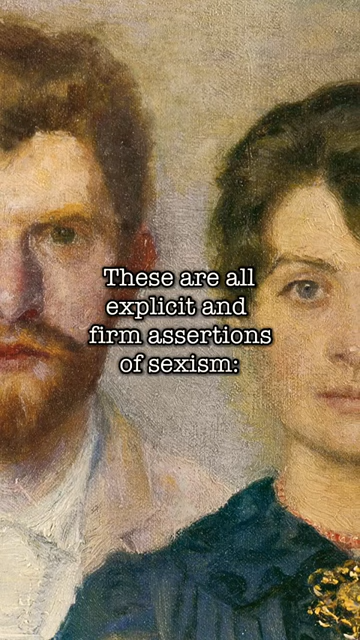 These are all
explicit and
firm assertions
of sexism: